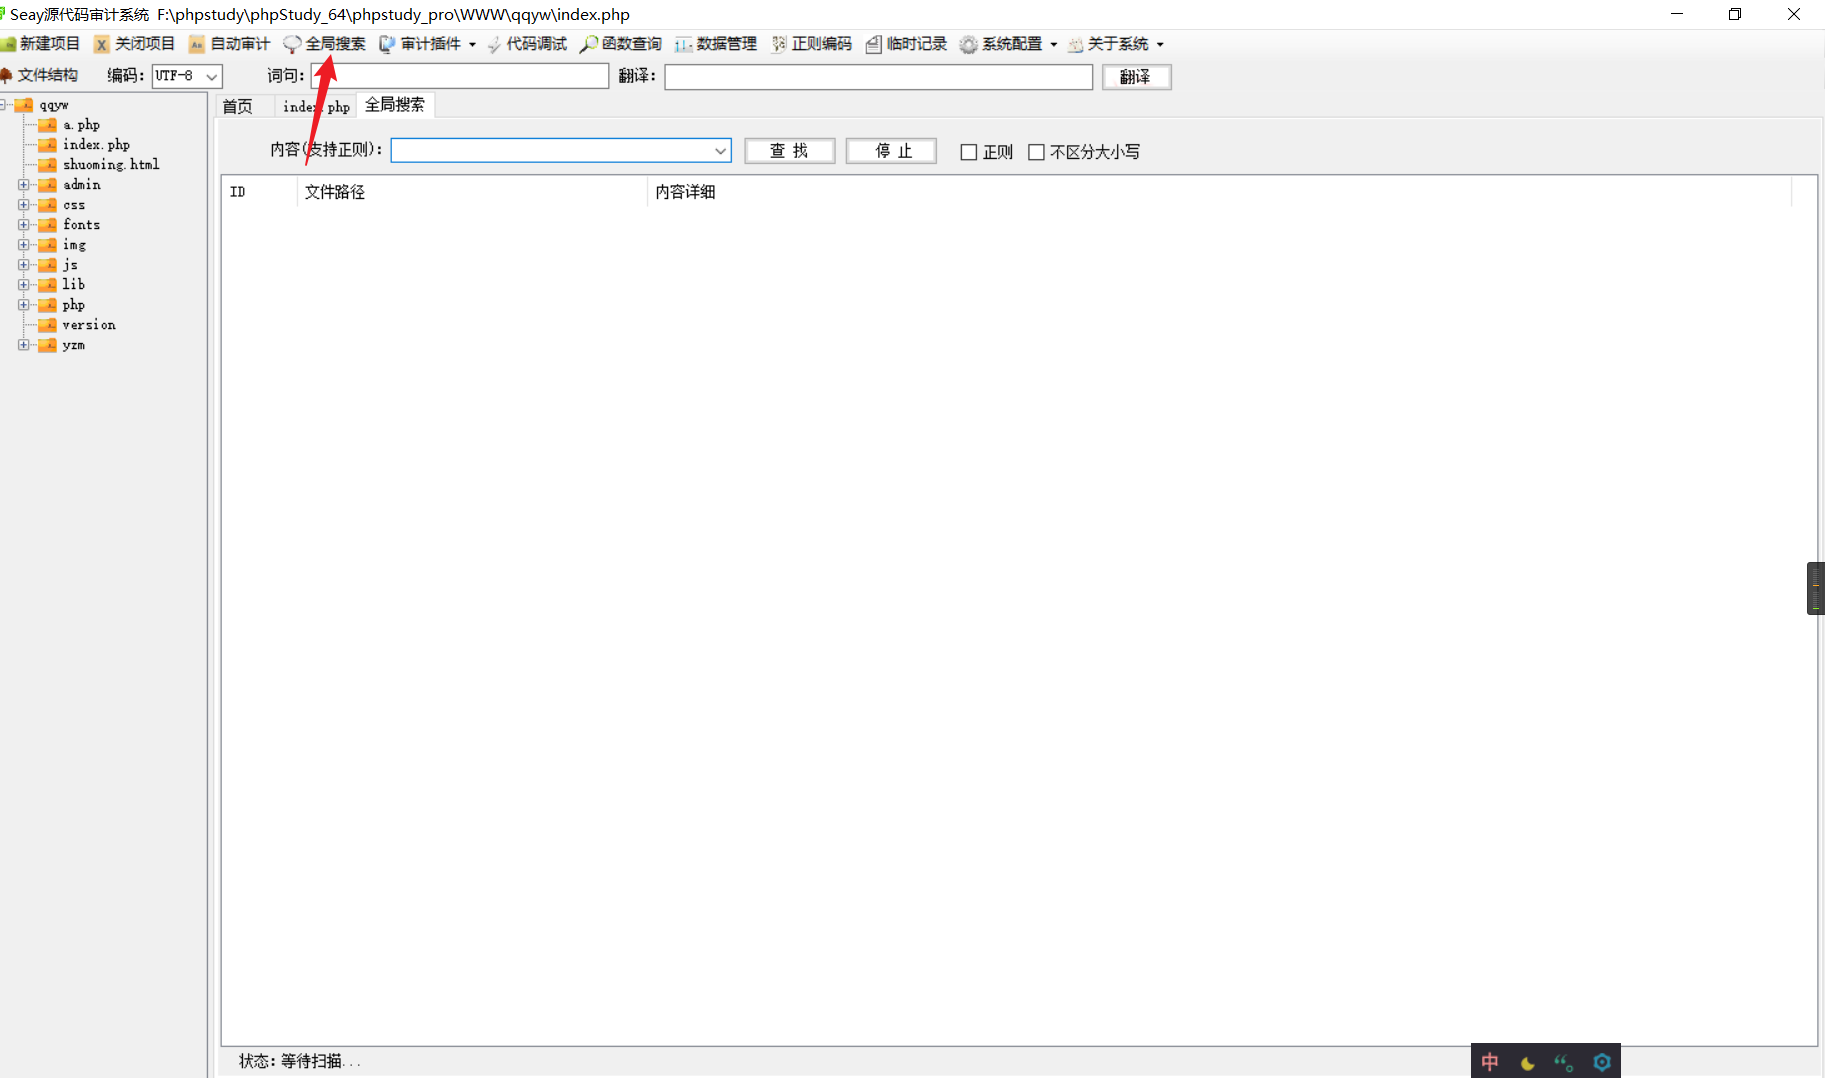 Seay源代码审计系统 F:\phpstudy\phpStudy_64\phpstudy_pro\WWW\qqyw\index.php
新建项目 关闭项目 自动审计 全局搜索 审计插件 代码调试 函数查询 数据管理 正则编码 临时记录 系统配置 关于系统
文件结构 编码: UTF-8 词句: 翻译: 翻译
qqyw
a.php
index.php
shuoming.html
admin
css
fonts
img
js
lib
php
version
yzm
首页 index.php 全局搜索
内容(支持正则): 查 找 停 止 正则 不区分大小写
ID 文件路径 内容详细
状态: 等待扫描...
中